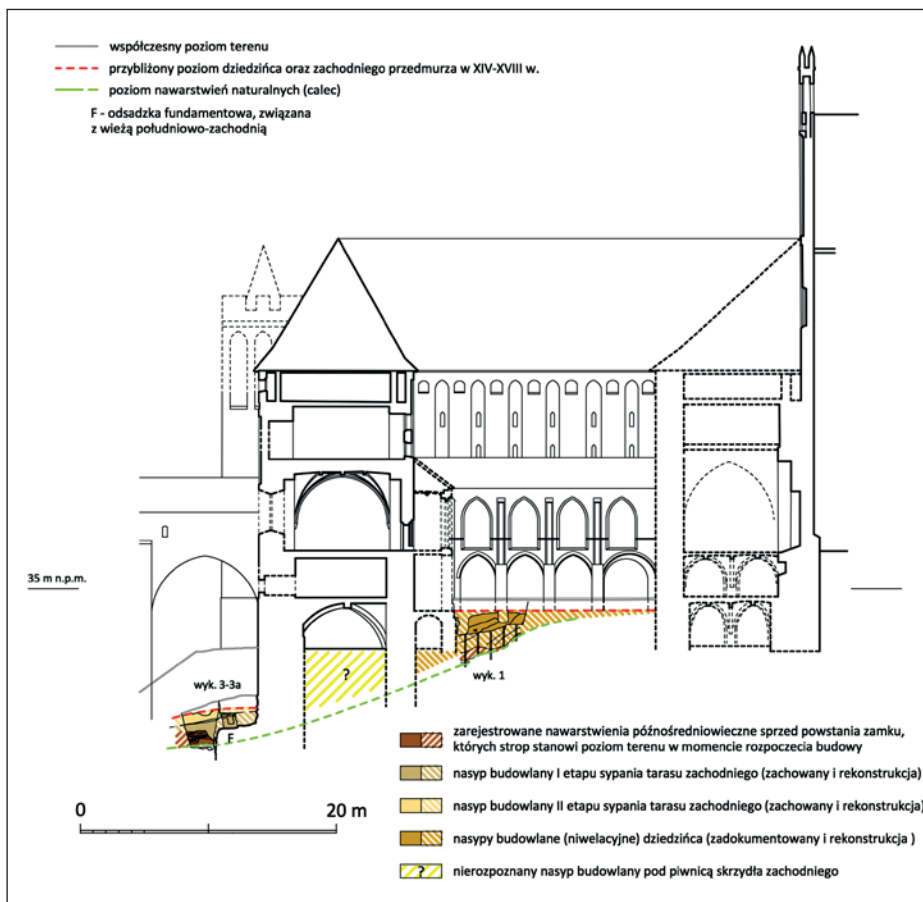 współczesny poziom terenu
przybliżony poziom dziedzińca oraz zachodniego przedmurza w XIV-XVIII w.
poziom nawarstwień naturalnych (calec)
F - odsadzka fundamentowa, związana
z wieżą południowo-zachodnią
35 m n.p.m.
wyk. 3-3a
?
wyk. 1
F
0
20 m
zarejestrowane nawarstwienia późnośredniowieczne sprzed powstania zamku,
których strop stanowi poziom terenu w momencie rozpoczecia budowy
nasyp budowlany I etapu sypania tarasu zachodniego (zachowany i rekonstrukcja)
nasyp budowlany II etapu sypania tarasu zachodniego (zachowany i rekonstrukcja)
nasypy budowlane (niwelacyjne) dziedzińca (zadokumentowany i rekonstrukcja )
? nierozpoznany nasyp budowlany pod piwnicą skrzydła zachodniego